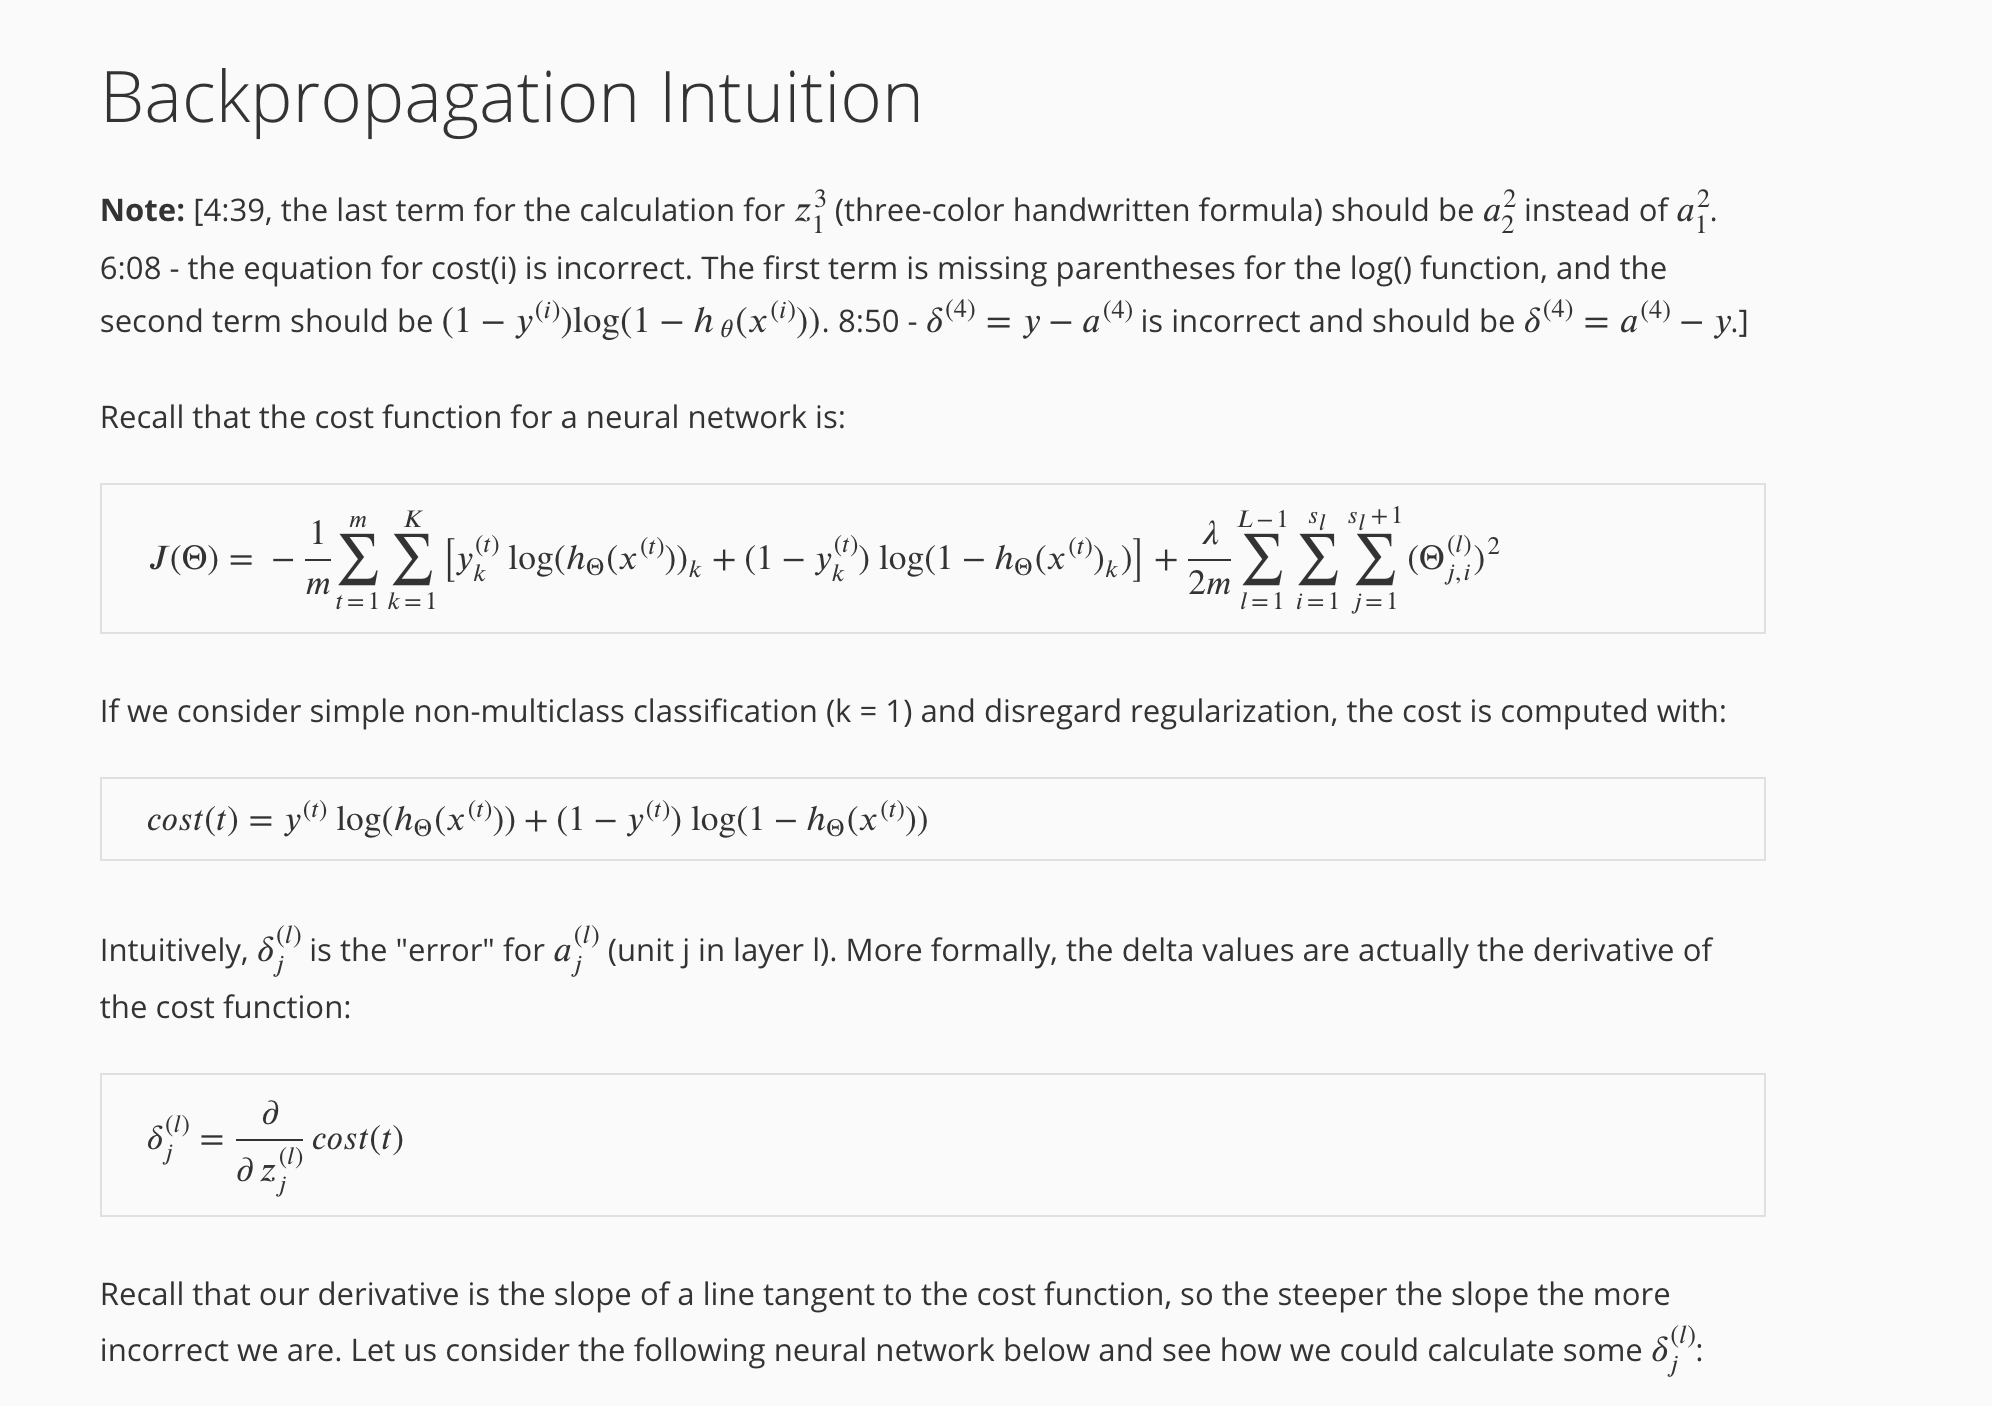 Backpropagation Intuition
Note: [4:39, the last term for the calculation for $z_1^3$ (three-color handwritten formula) should be $a_2^2$ instead of $a_1^2$.
6:08 - the equation for cost(i) is incorrect. The first term is missing parentheses for the log() function, and the
second term should be $(1 - y^{(i)})\log(1 - h_\theta(x^{(i)}))$. 8:50 - $\delta^{(4)} = y - a^{(4)}$ is incorrect and should be $\delta^{(4)} = a^{(4)} - y$.]
Recall that the cost function for a neural network is:
$J(\Theta) = -\frac{1}{m}\sum_{t=1}^{m}\sum_{k=1}^{K}\left[y_k^{(t)}\log(h_\Theta(x^{(t)}))_k + (1 - y_k^{(t)})\log(1 - h_\Theta(x^{(t)})_k)\right] + \frac{\lambda}{2m}\sum_{l=1}^{L-1}\sum_{i=1}^{s_l}\sum_{j=1}^{s_l+1}(\Theta_{j,i}^{(l)})^2$
If we consider simple non-multiclass classification (k = 1) and disregard regularization, the cost is computed with:
$cost(t) = y^{(t)}\log(h_\Theta(x^{(t)})) + (1 - y^{(t)})\log(1 - h_\Theta(x^{(t)}))$
Intuitively, $\delta_j^{(l)}$ is the "error" for $a_j^{(l)}$ (unit j in layer l). More formally, the delta values are actually the derivative of
the cost function:
$\delta_j^{(l)} = \frac{\partial}{\partial z_j^{(l)}} cost(t)$
Recall that our derivative is the slope of a line tangent to the cost function, so the steeper the slope the more
incorrect we are. Let us consider the following neural network below and see how we could calculate some $\delta_j^{(l)}$: